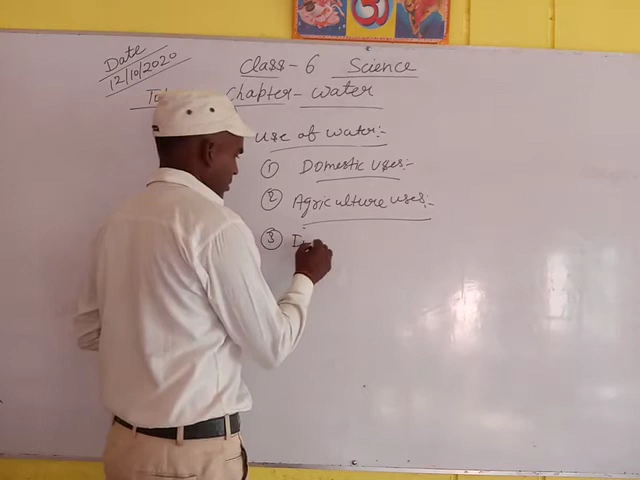 Date
12/10/2020
Class - 6 Science
Chapter - Water
Use of water :-
① Domestic uses :-
② Agriculture uses :-
③ I
ॐ